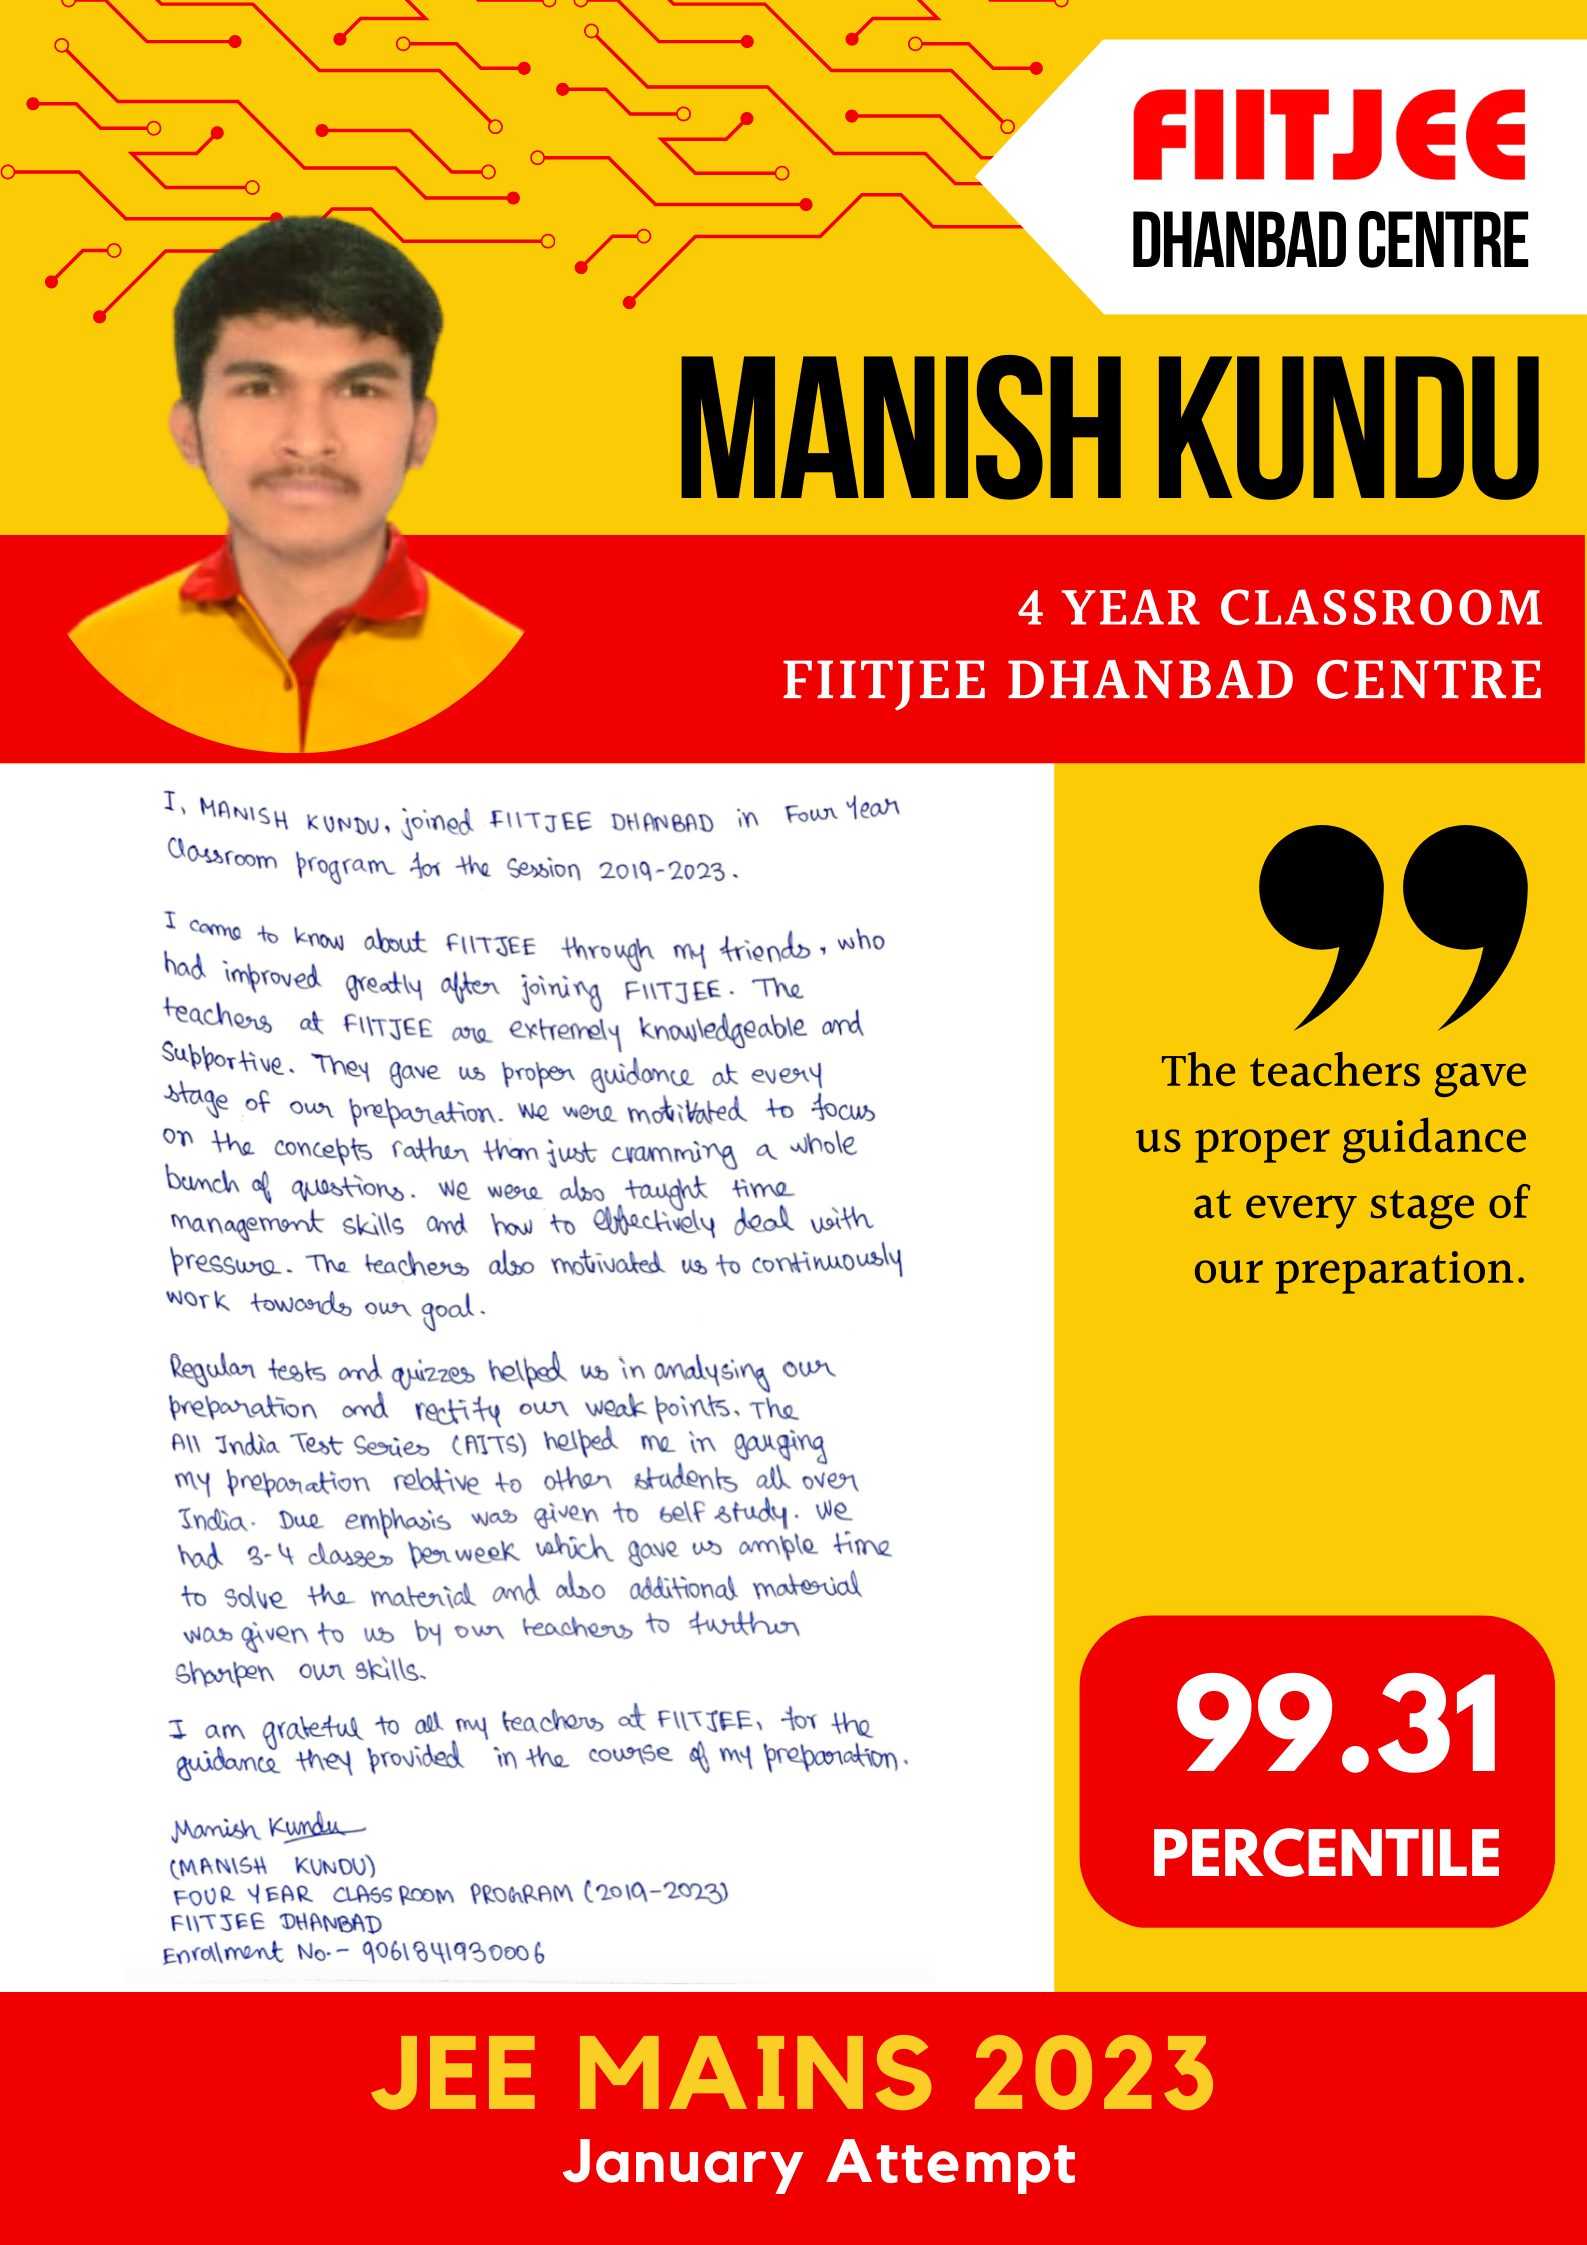 FIITJEE
DHANBAD CENTRE
MANISH KUNDU
4 YEAR CLASSROOM
FIITJEE DHANBAD CENTRE
I, MANISH KUNDU, joined FIITJEE DHANBAD in Four Year
Classroom program for the Session 2019-2023.
I came to know about FIITJEE through my friends, who
had improved greatly after joining FIITJEE. The
teachers at FIITJEE are extremely knowledgeable and
Supportive. They gave us proper guidance at every
stage of our preparation. We were motivated to focus
on the concepts rather than just cramming a whole
bunch of questions. We were also taught time
management skills and how to effectively deal with
pressure. The teachers also motivated us to continuously
work towards our goal.
Regular tests and quizzes helped us in analysing our
preparation and rectify our weak points. The
All India Test Series (AITS) helped me in gauging
my preparation relative to other students all over
India. Due emphasis was given to self study. We
had 3-4 classes per week which gave us ample time
to solve the material and also additional material
was given to us by our teachers to further
Sharpen our skills.
I am grateful to all my teachers at FIITJEE, for the
guidance they provided in the course of my preparation.
Manish Kundu
(MANISH KUNDU)
FOUR YEAR CLASSROOM PROGRAM (2019-2023)
FIITJEE DHANBAD
Enrollment No.- 9061841930006
”
The teachers gave
us proper guidance
at every stage of
our preparation.
99.31
PERCENTILE
JEE MAINS 2023
January Attempt